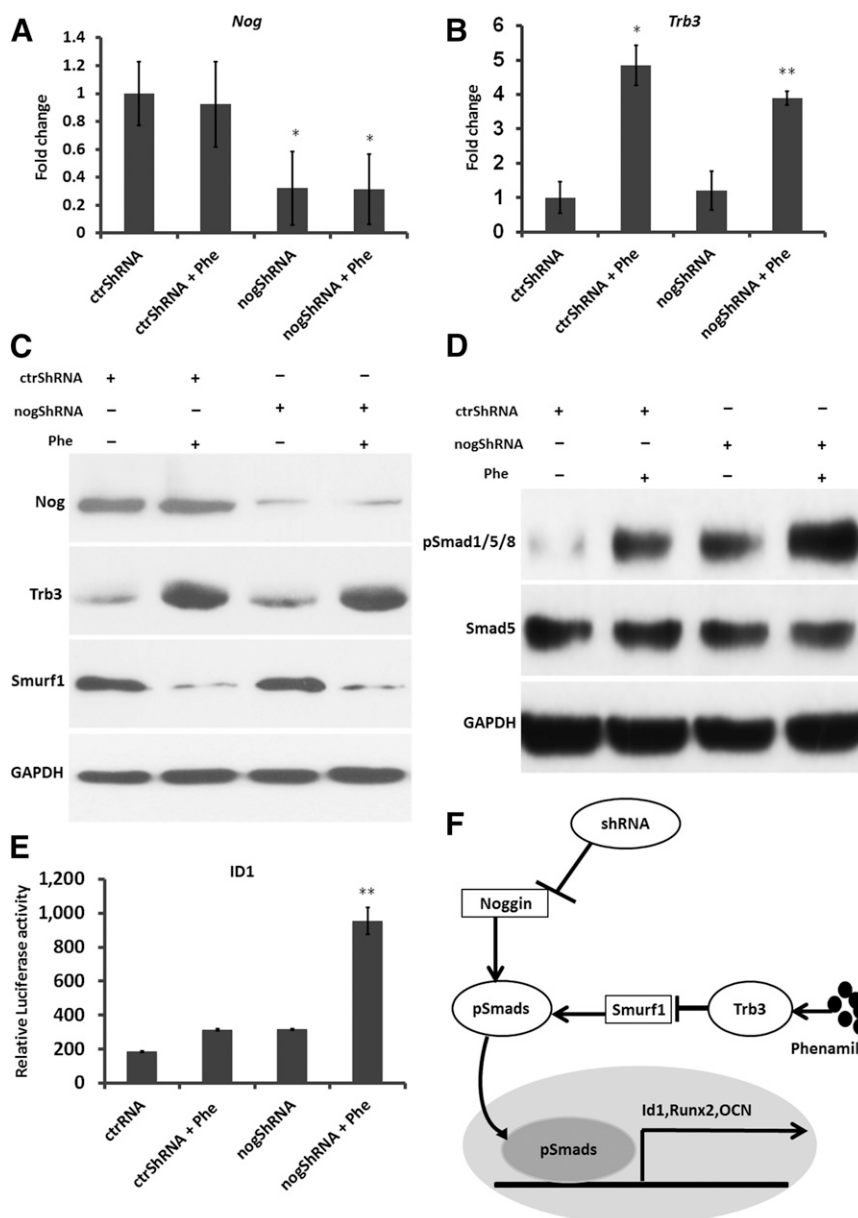 A
Nog
Fold change
1.4
1.2
1
0.8
0.6
0.4
0.2
0
*
*
ctrShRNA
ctrShRNA + Phe
nogShRNA
nogShRNA + Phe
B
Trb3
Fold change
6
5
4
3
2
1
0
*
**
ctrShRNA
ctrShRNA + Phe
nogShRNA
nogShRNA + Phe
C
ctrShRNA + + – –
nogShRNA – – + +
Phe – + – +
Nog
Trb3
Smurf1
GAPDH
D
ctrShRNA + + – –
nogShRNA – – + +
Phe – + – +
pSmad1/5/8
Smad5
GAPDH
E
ID1
Relative Luciferase activity
1,200
1,000
800
600
400
200
0
**
ctrRNA
ctrShRNA + Phe
nogShRNA
nogShRNA + Phe
F
shRNA
Noggin
pSmads
Smurf1
Trb3
Phenamil
Id1,Runx2,OCN
pSmads